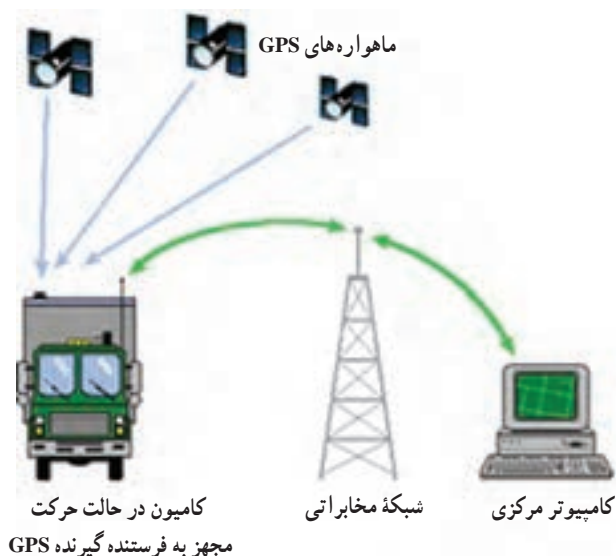 ماهواره‌های GPS
کامپیوتر مرکزی
شبکهٔ مخابراتی
کامیون در حالت حرکت
مجهز به فرستنده گیرنده GPS